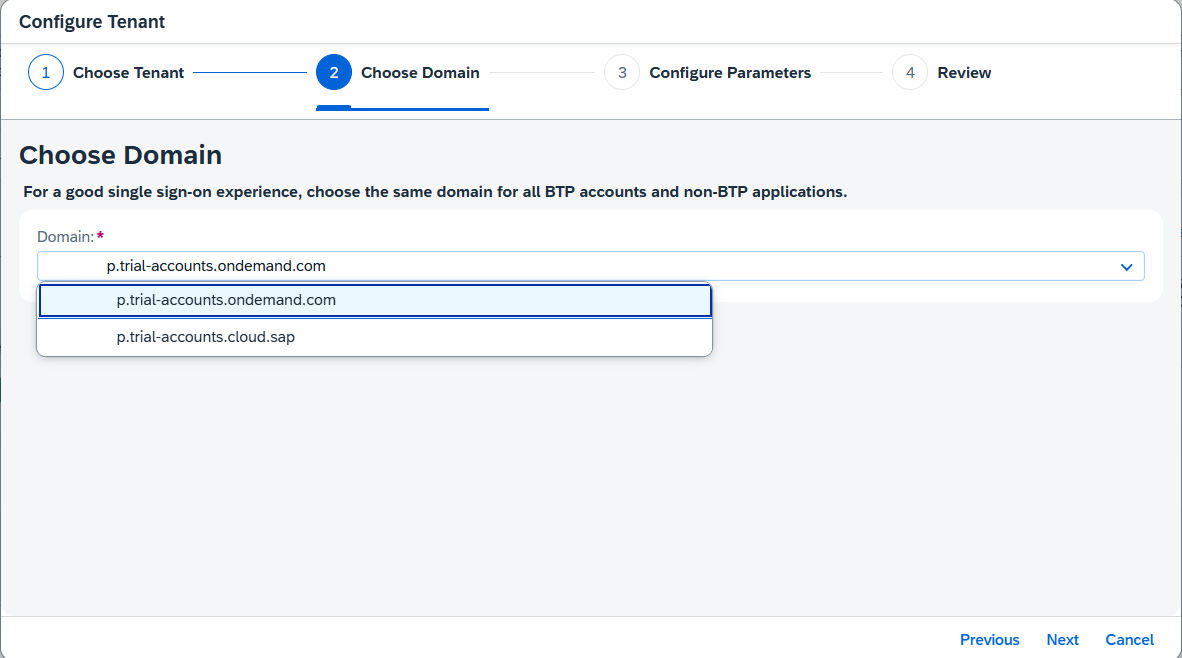 Configure Tenant
1 Choose Tenant 2 Choose Domain 3 Configure Parameters 4 Review
Choose Domain
For a good single sign-on experience, choose the same domain for all BTP accounts and non-BTP applications.
Domain:*
p.trial-accounts.ondemand.com
p.trial-accounts.ondemand.com
p.trial-accounts.cloud.sap
Previous Next Cancel